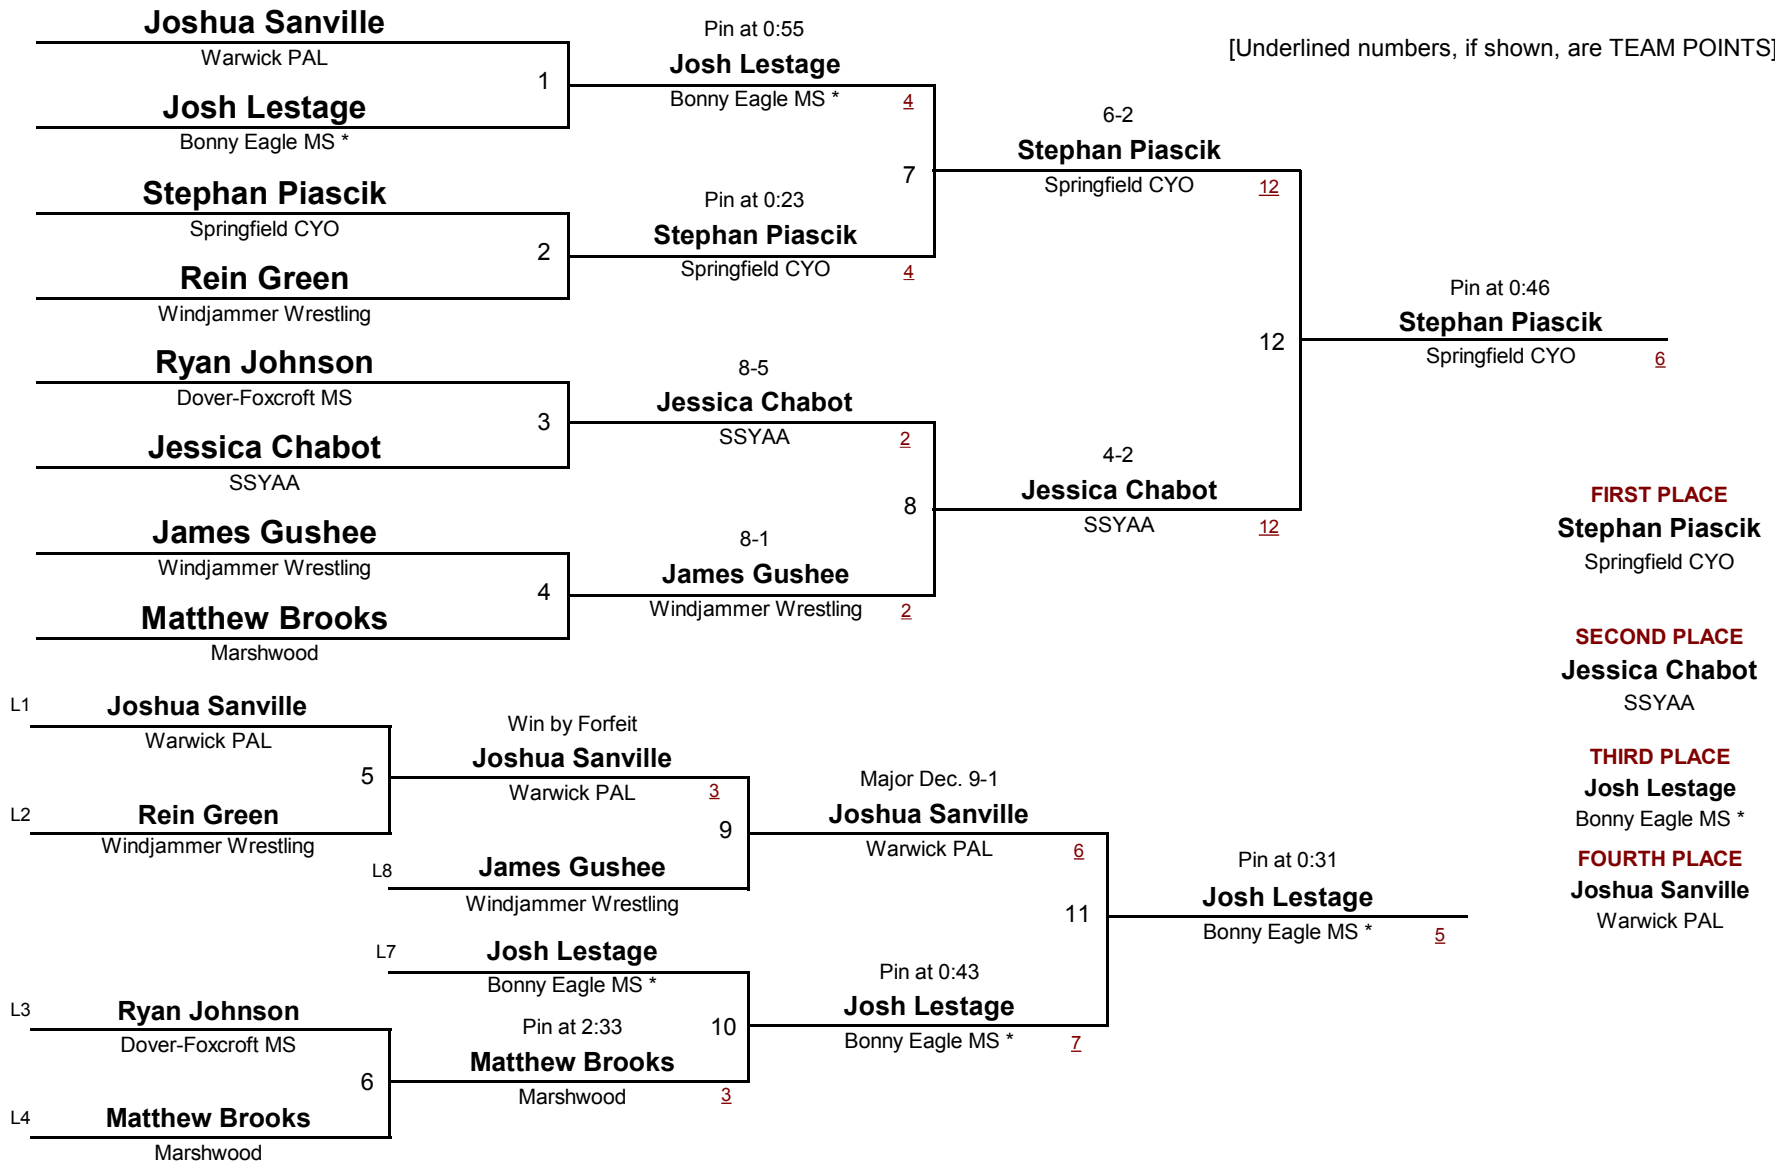 [Underlined numbers, if shown, are TEAM POINTS]
Joshua Sanville
Warwick PAL
1
Josh Lestage
Bonny Eagle MS *
Stephan Piascik
Springfield CYO
2
Rein Green
Windjammer Wrestling
Ryan Johnson
Dover-Foxcroft MS
3
Jessica Chabot
SSYAA
James Gushee
Windjammer Wrestling
4
Matthew Brooks
Marshwood
Pin at 0:55
Josh Lestage
Bonny Eagle MS * 4
7
Pin at 0:23
Stephan Piascik
Springfield CYO 4
8-5
Jessica Chabot
SSYAA 2
8
8-1
James Gushee
Windjammer Wrestling 2
6-2
Stephan Piascik
Springfield CYO 12
12
4-2
Jessica Chabot
SSYAA 12
Pin at 0:46
Stephan Piascik
Springfield CYO 6
FIRST PLACE
Stephan Piascik
Springfield CYO
SECOND PLACE
Jessica Chabot
SSYAA
THIRD PLACE
Josh Lestage
Bonny Eagle MS *
FOURTH PLACE
Joshua Sanville
Warwick PAL
L1 Joshua Sanville
Warwick PAL
5
L2 Rein Green
Windjammer Wrestling
L3 Ryan Johnson
Dover-Foxcroft MS
6
L4 Matthew Brooks
Marshwood
Win by Forfeit
Joshua Sanville
Warwick PAL 3
9
L8 James Gushee
Windjammer Wrestling
L7 Josh Lestage
Bonny Eagle MS *
Pin at 2:33 10
Matthew Brooks
Marshwood 3
Major Dec. 9-1
Joshua Sanville
Warwick PAL 6
11
Pin at 0:43
Josh Lestage
Bonny Eagle MS * 7
Pin at 0:31
Josh Lestage
Bonny Eagle MS * 5